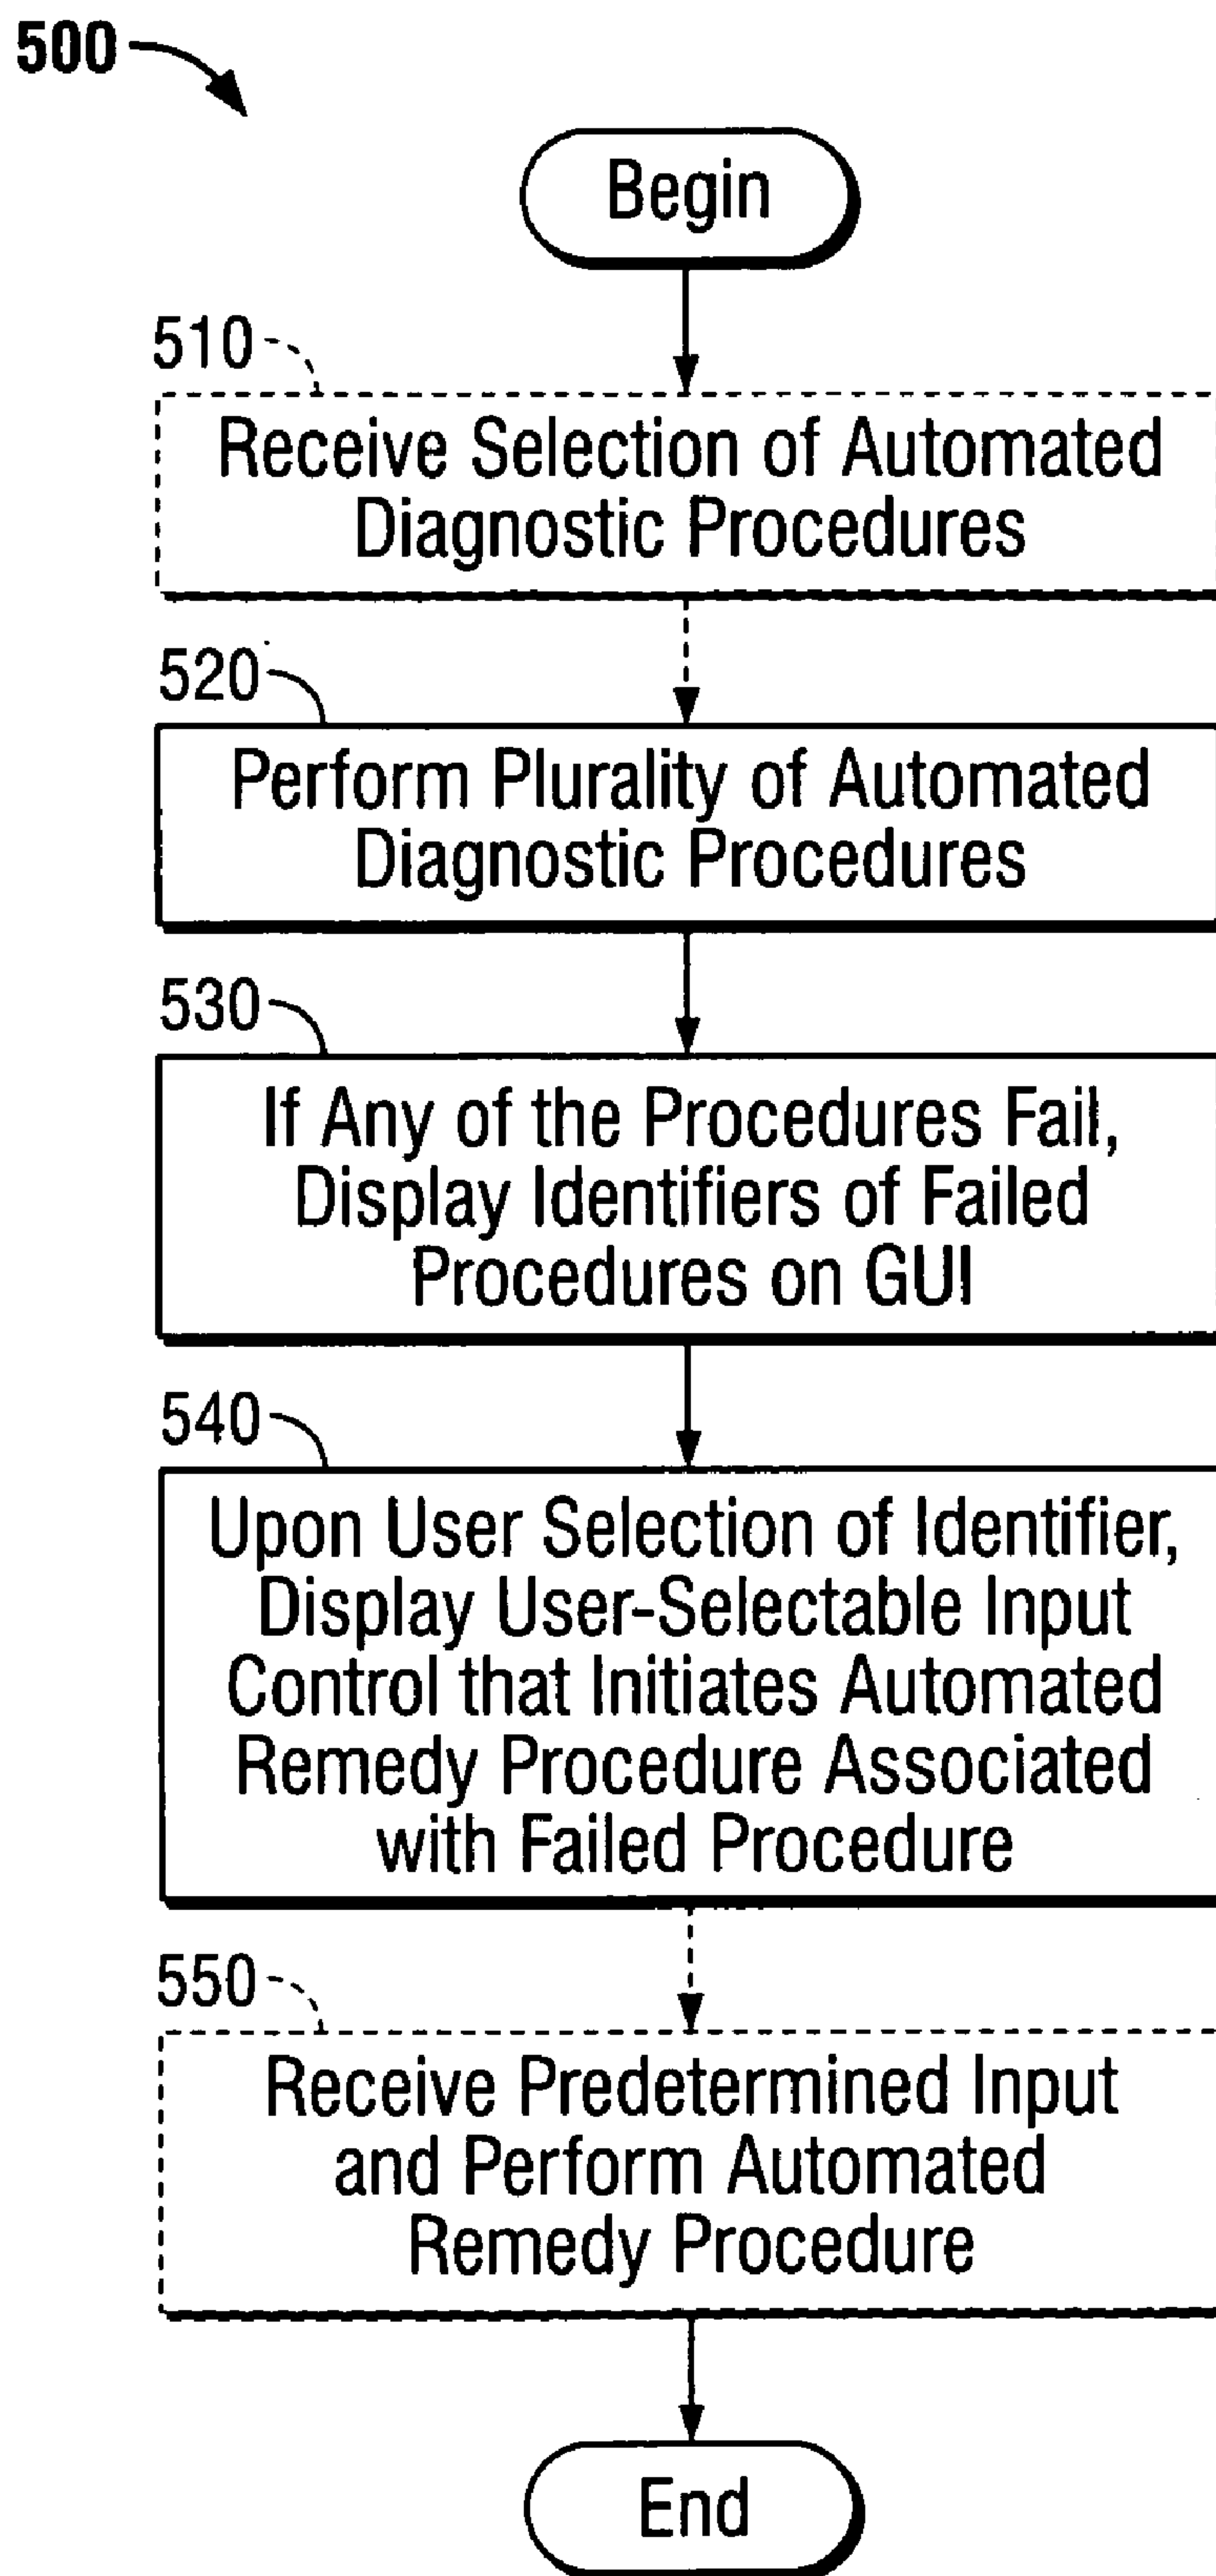 500
Begin
510
Receive Selection of Automated
Diagnostic Procedures
520
Perform Plurality of Automated
Diagnostic Procedures
530
If Any of the Procedures Fail,
Display Identifiers of Failed
Procedures on GUI
540
Upon User Selection of Identifier,
Display User-Selectable Input
Control that Initiates Automated
Remedy Procedure Associated
with Failed Procedure
550
Receive Predetermined Input
and Perform Automated
Remedy Procedure
End